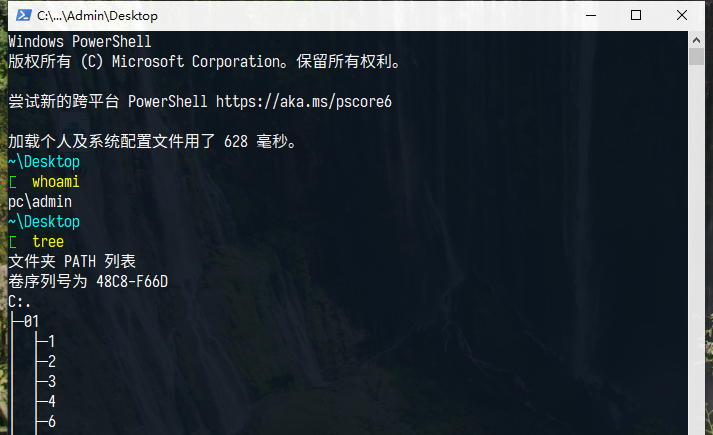 C:\...\Admin\Desktop
Windows PowerShell
版权所有 (C) Microsoft Corporation。保留所有权利。
尝试新的跨平台 PowerShell https://aka.ms/pscore6
加载个人及系统配置文件用了 628 毫秒。
~\Desktop
[ whoami
pc\admin
~\Desktop
[ tree
文件夹 PATH 列表
卷序列号为 48C8-F66D
C:.
├─01
│  ├─1
│  ├─2
│  ├─3
│  ├─4
│  ├─6